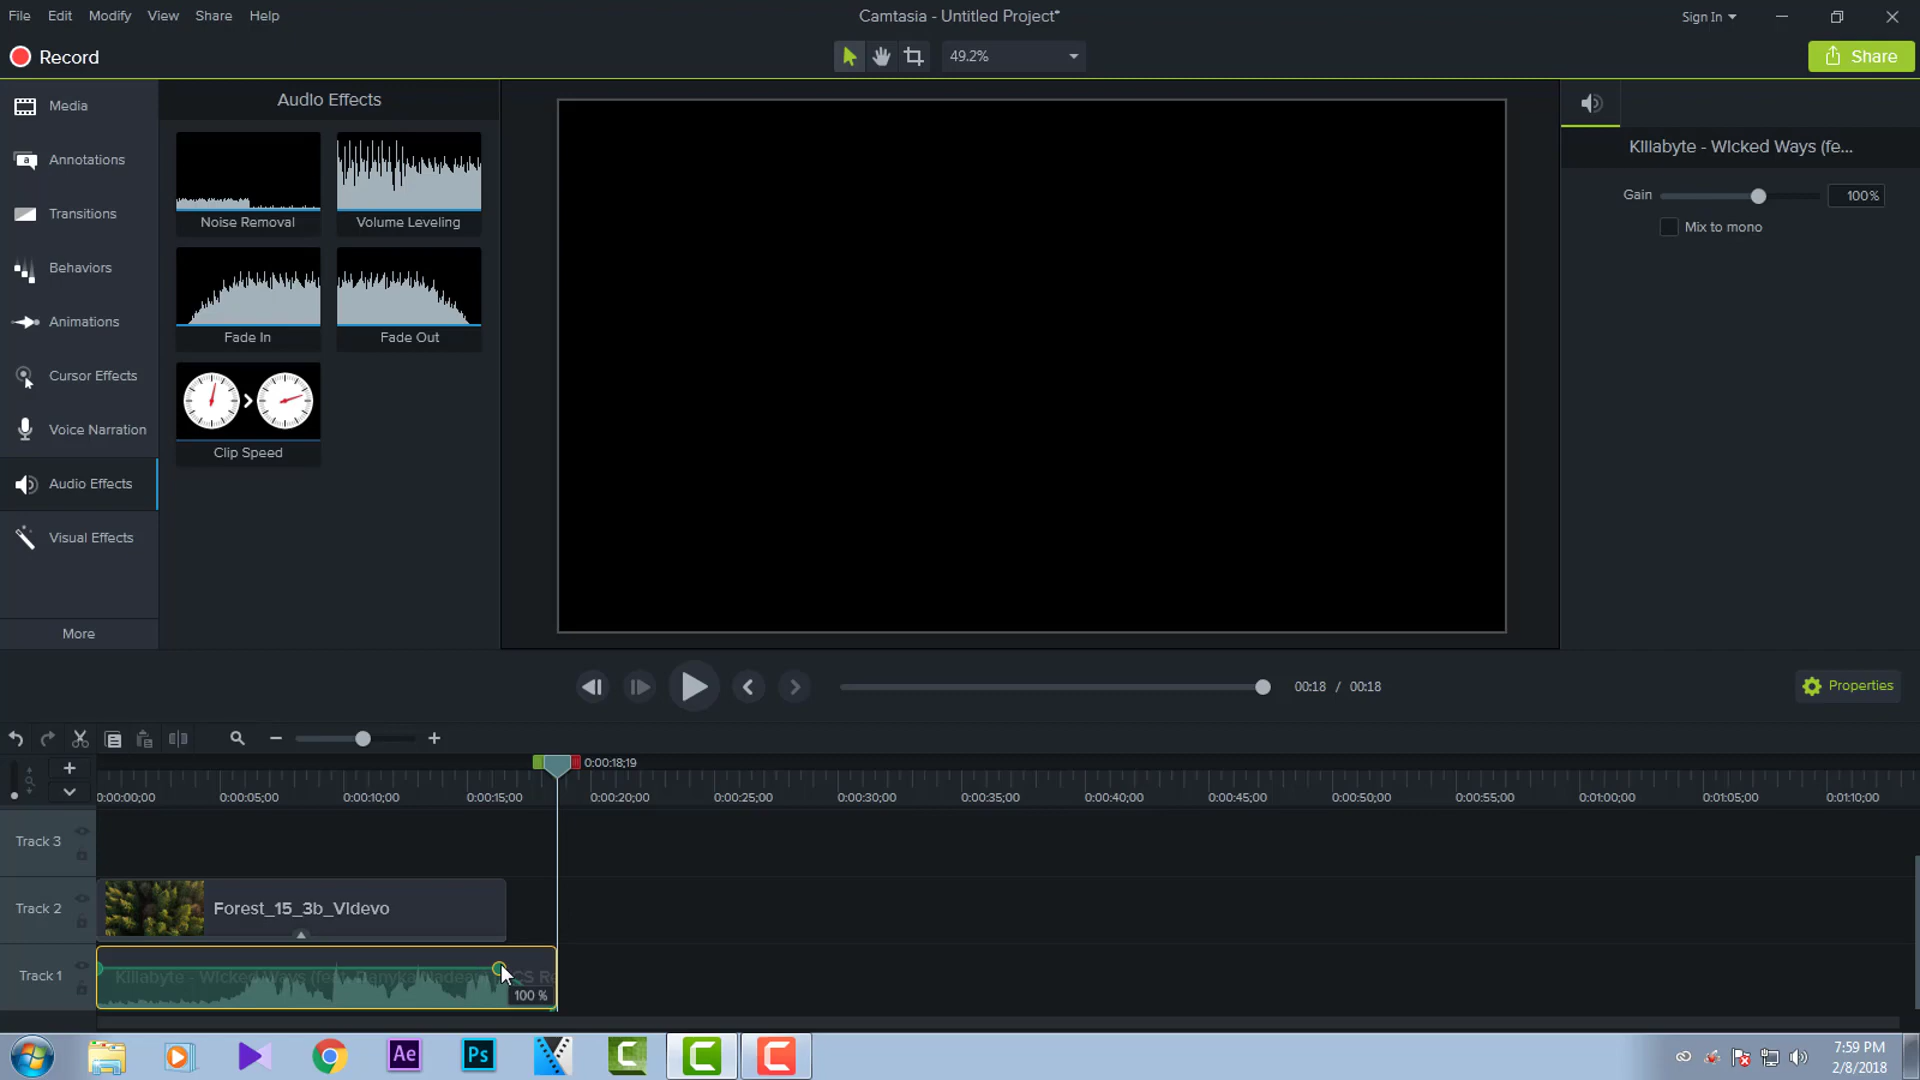 File Edit Modify View Share Help
Camtasia - Untitled Project*
Sign In
Record
49.2%
Share
Media
Annotations
Transitions
Behaviors
Animations
Cursor Effects
Voice Narration
Audio Effects
Visual Effects
More
Audio Effects
Noise Removal
Volume Leveling
Fade In
Fade Out
Clip Speed
KIllabyte - WIcked Ways (fe...
Gain 100%
Mix to mono
00:18 / 00:18
Properties
0:00:18;19
0:00:00;00 0:00:05;00 0:00:10;00 0:00:15;00 0:00:20;00 0:00:25;00 0:00:30;00 0:00:35;00 0:00:40;00 0:00:45;00 0:00:50;00 0:00:55;00 0:01:00;00 0:01:05;00 0:01:10;00
Track 3
Track 2
Forest_15_3b_VIdevo
Track 1
KIllabyte - WIcked Ways (feat
100 %
Ae
Ps
7:59 PM
2/8/2018